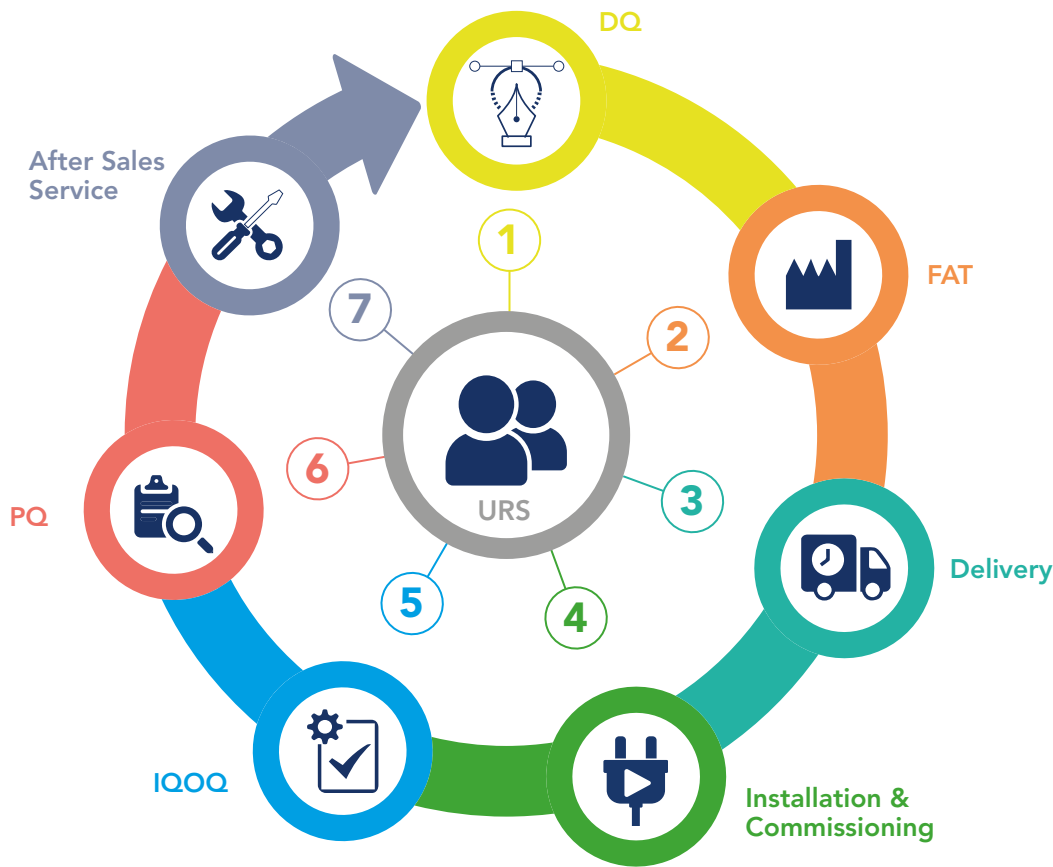 DQ
After Sales
Service
1
FAT
7
2
6
URS
3
PQ
Delivery
5
4
IQOQ
Installation &
Commissioning